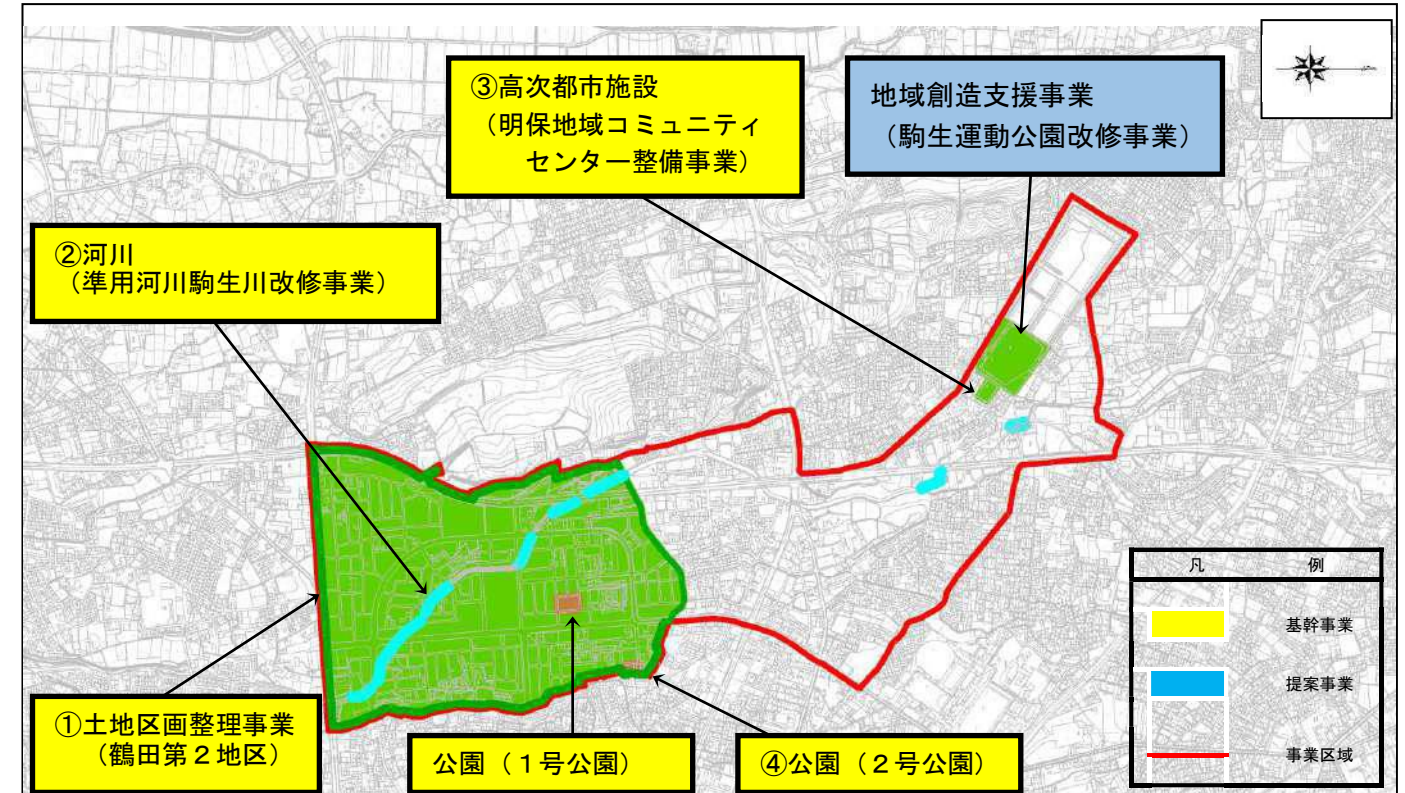 ③高次都市施設
（明保地域コミュニティ
センター整備事業）
地域創造支援事業
（駒生運動公園改修事業）
②河川
（準用河川駒生川改修事業）
①土地区画整理事業
（鶴田第２地区）
公園（１号公園）
④公園（２号公園）
凡　例
基幹事業
提案事業
事業区域